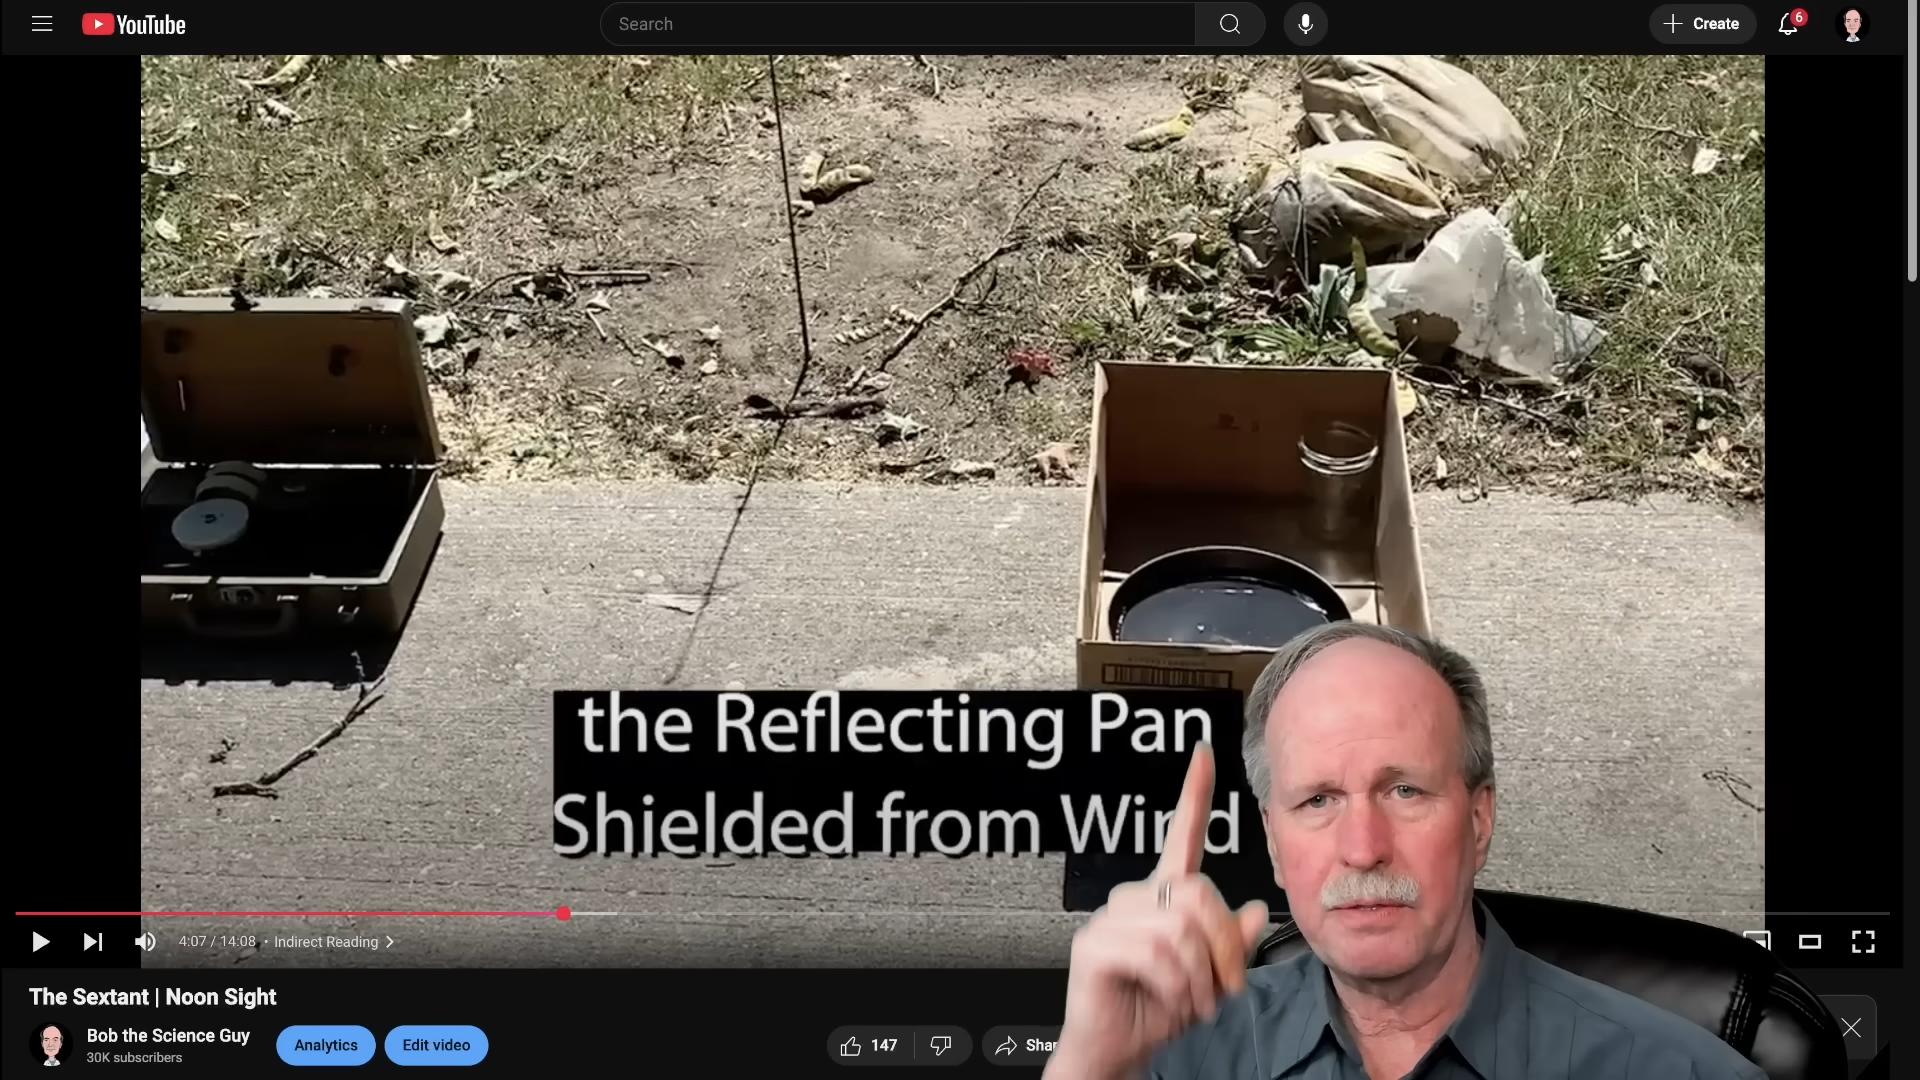 YouTube
Search
Create
6
the Reflecting Pan
Shielded from Wind
4:07 / 14:08 • Indirect Reading
The Sextant | Noon Sight
Bob the Science Guy
30K subscribers
Analytics
Edit video
147